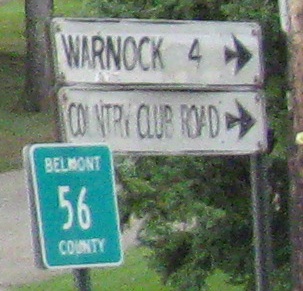 WARNOCK 4
COUNTRY CLUB ROAD
BELMONT
56
COUNTY